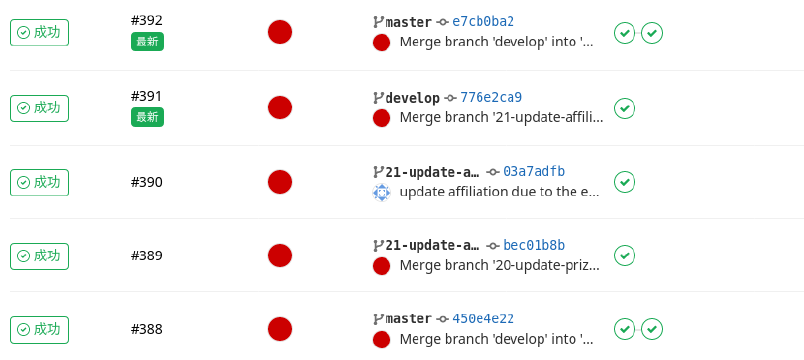 成功
#392
最新
master e7cb0ba2
Merge branch 'develop' into '...
成功
#391
最新
develop 776e2ca9
Merge branch '21-update-affili...
成功
#390
21-update-a... 03a7adfb
update affiliation due to the e...
成功
#389
21-update-a... bec01b8b
Merge branch '20-update-priz...
成功
#388
master 450e4e22
Merge branch 'develop' into '...